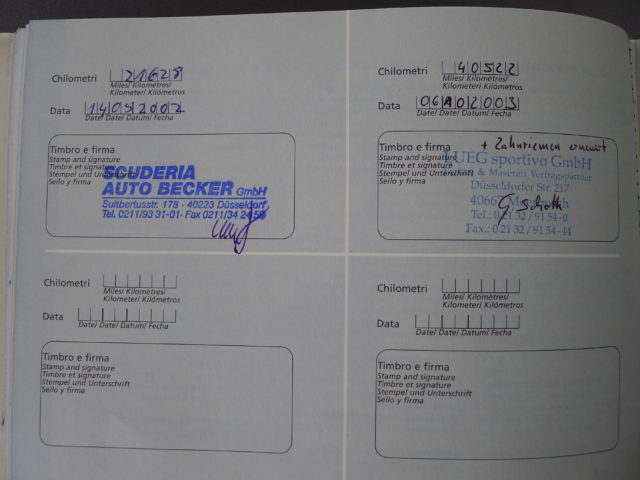 Chilometri 21628
Miles/ Kilomètres/
Kilometer/ Kilómetros
Data 14052002
Date/ Date/ Datum/ Fecha
Timbro e firma
Stamp and signature
Timbre et signature
Stempel und Unterschrift
Sello y firma
SCUDERIA
AUTO BECKER GmbH
Suitbertusstr. 178 · 40223 Düsseldorf
Tel. 0211/93 31-01 · Fax 0211/34 24 59
Chilometri 40522
Miles/ Kilomètres/
Kilometer/ Kilómetros
Data 06 02003
Date/ Date/ Datum/ Fecha
+ Zahnriemen erneuert
Timbro e firma
Stamp and signature
Timbre et signature
Stempel und Unterschrift
Sello y firma
LUEG sportivo GmbH
& Maserati Vertragspartner
Düsseldorfer Str. 217
Tel.: 0 21 32 / 91 54-0
Fax.: 0 21 32 / 91 54-44
Chilometri
Miles/ Kilomètres/
Kilometer/ Kilómetros
Data
Date/ Date/ Datum/ Fecha
Timbro e firma
Stamp and signature
Timbre et signature
Stempel und Unterschrift
Sello y firma
Chilometri
Miles/ Kilomètres/
Kilometer/ Kilómetros
Data
Date/ Date/ Datum/ Fecha
Timbro e firma
Stamp and signature
Timbre et signature
Stempel und Unterschrift
Sello y firma